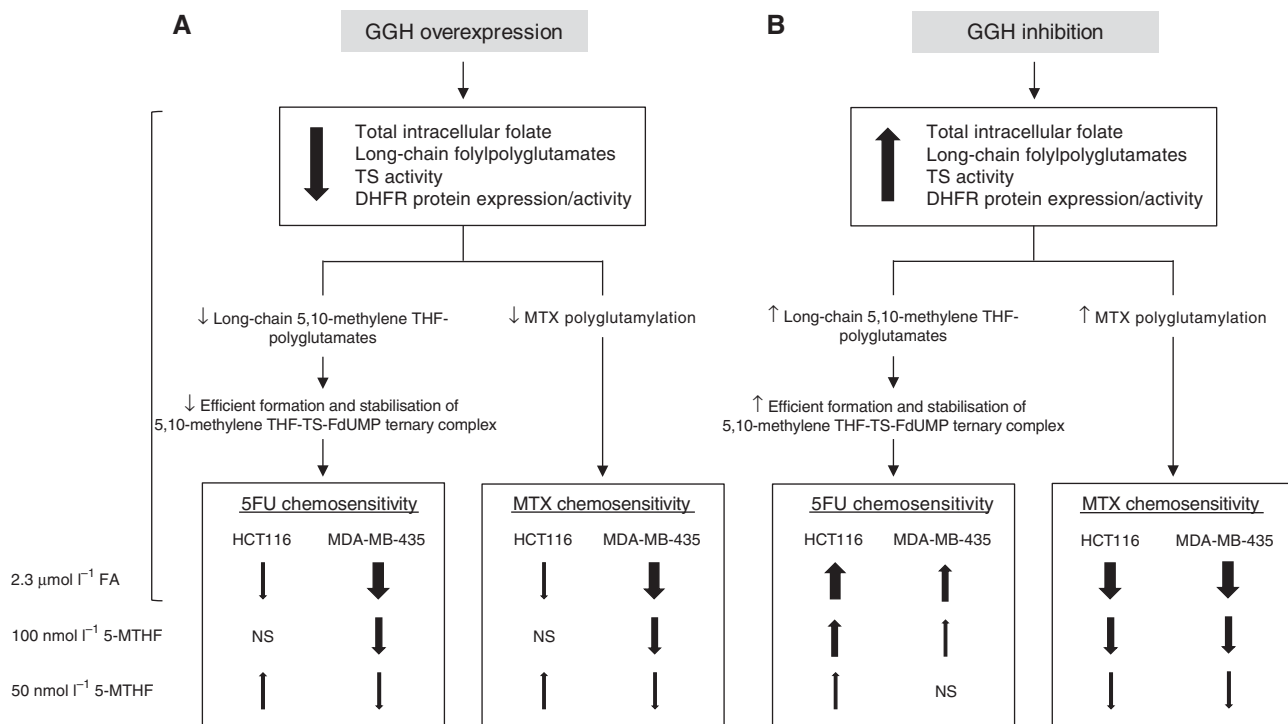 A
GGH overexpression
Total intracellular folate
Long-chain folylpolyglutamates
TS activity
DHFR protein expression/activity
↓ Long-chain 5,10-methylene THF-
polyglutamates
↓ MTX polyglutamylation
↓ Efficient formation and stabilisation of
5,10-methylene THF-TS-FdUMP ternary complex
5FU chemosensitivity
HCT116 MDA-MB-435
MTX chemosensitivity
HCT116 MDA-MB-435
2.3 μmol l⁻¹ FA
100 nmol l⁻¹ 5-MTHF
NS
NS
50 nmol l⁻¹ 5-MTHF
B
GGH inhibition
Total intracellular folate
Long-chain folylpolyglutamates
TS activity
DHFR protein expression/activity
↑ Long-chain 5,10-methylene THF-
polyglutamates
↑ MTX polyglutamylation
↑ Efficient formation and stabilisation of
5,10-methylene THF-TS-FdUMP ternary complex
5FU chemosensitivity
HCT116 MDA-MB-435
NS
MTX chemosensitivity
HCT116 MDA-MB-435